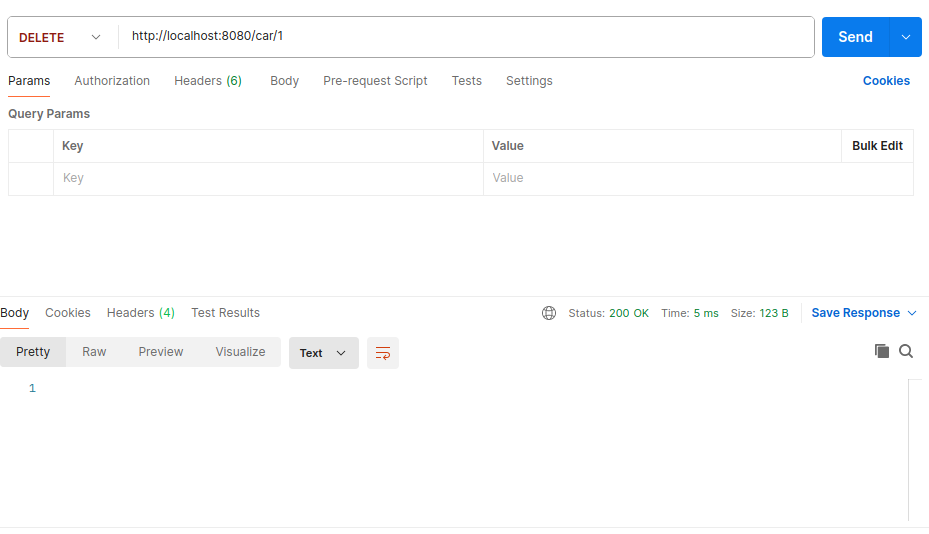 DELETE http://localhost:8080/car/1 Send
Params Authorization Headers (6) Body Pre-request Script Tests Settings Cookies
Query Params
Key Value Bulk Edit
Key Value
Body Cookies Headers (4) Test Results Status: 200 OK Time: 5 ms Size: 123 B Save Response
Pretty Raw Preview Visualize Text
1